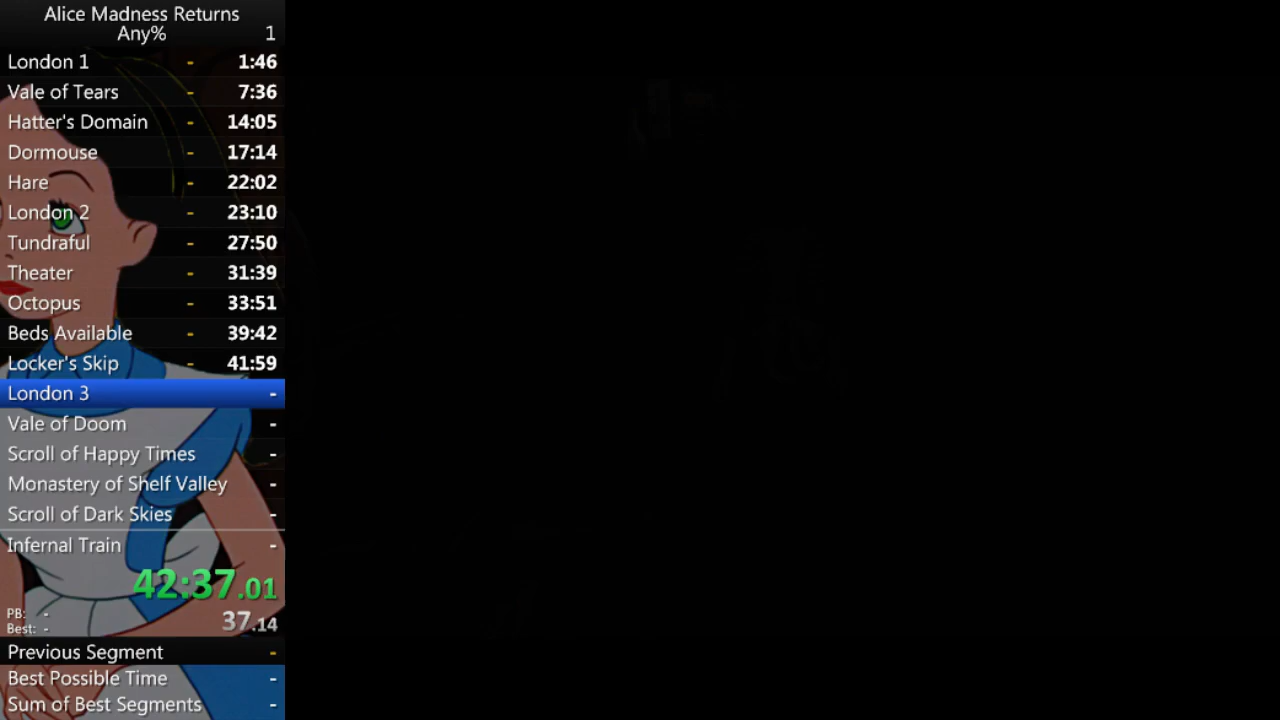 Alice Madness Returns
Any% 1
London 1 - 1:46
Vale of Tears - 7:36
Hatter's Domain - 14:05
Dormouse - 17:14
Hare - 22:02
London 2 - 23:10
Tundraful - 27:50
Theater - 31:39
Octopus - 33:51
Beds Available - 39:42
Locker's Skip - 41:59
London 3 -
Vale of Doom -
Scroll of Happy Times -
Monastery of Shelf Valley -
Scroll of Dark Skies -
Infernal Train -
42:37.01
PB: - 37.14
Best: -
Previous Segment -
Best Possible Time -
Sum of Best Segments -